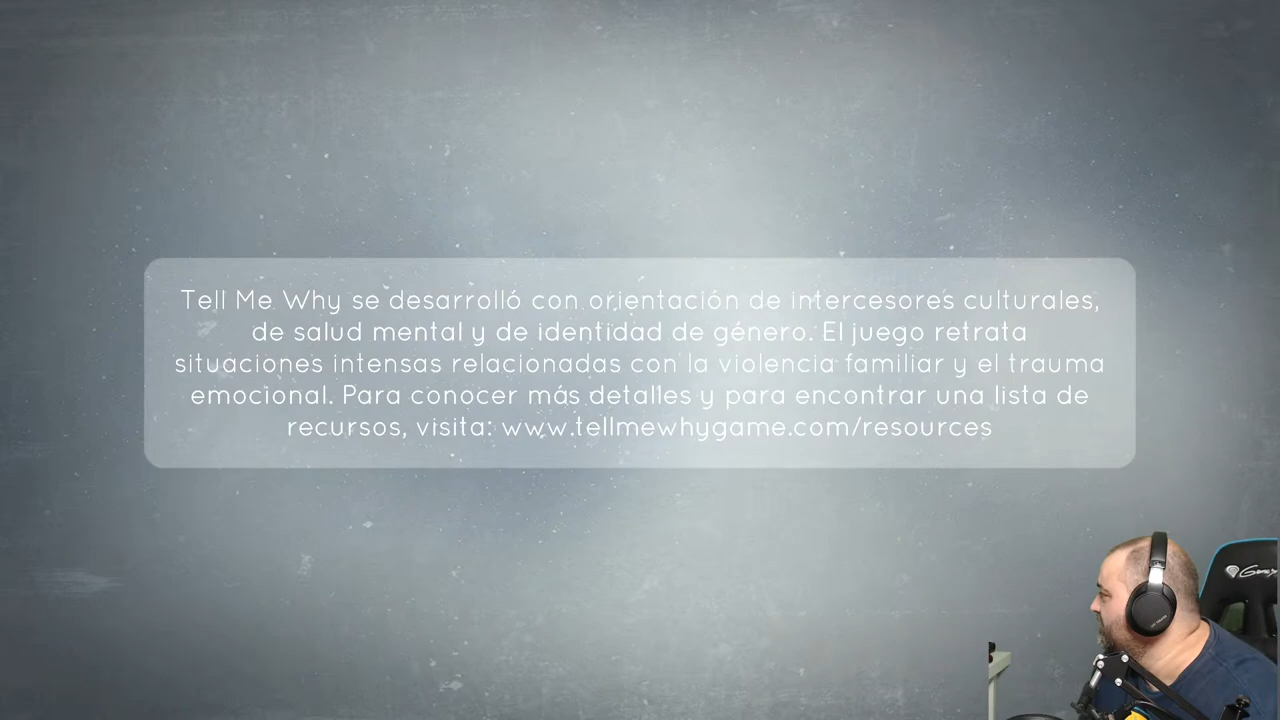 Tell Me Why se desarrolló con orientación de intercesores culturales,
de salud mental y de identidad de género. El juego retrata
situaciones intensas relacionadas con la violencia familiar y el trauma
emocional. Para conocer más detalles y para encontrar una lista de
recursos, visita: www.tellmewhygame.com/resources